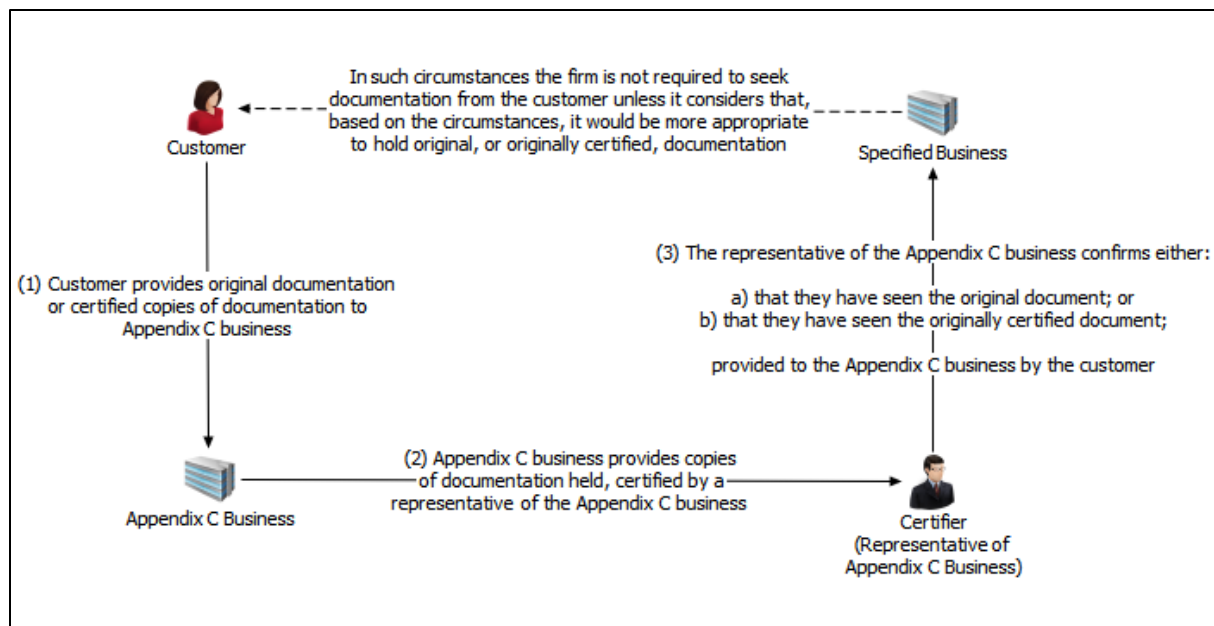 In such circumstances the firm is not required to seek
documentation from the customer unless it considers that,
based on the circumstances, it would be more appropriate
to hold original, or originally certified, documentation
Customer
Specified Business
(1) Customer provides original documentation
or certified copies of documentation to
Appendix C business
(3) The representative of the Appendix C business confirms either:
a) that they have seen the original document; or
b) that they have seen the originally certified document;
provided to the Appendix C business by the customer
(2) Appendix C business provides copies
of documentation held, certified by a
representative of the Appendix C business
Appendix C Business
Certifier
(Representative of
Appendix C Business)